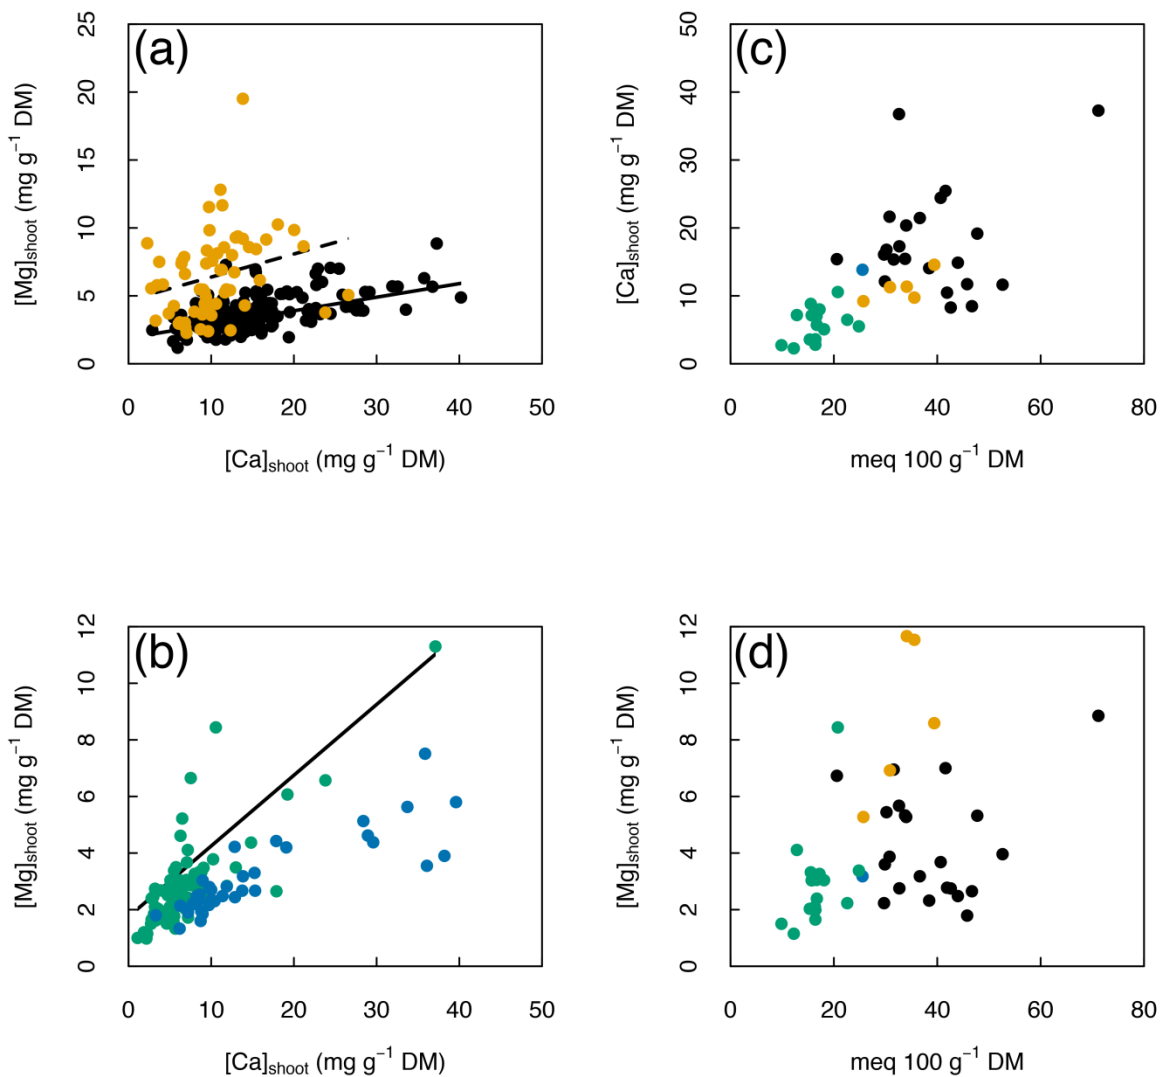 (a)
[Mg]shoot (mg g⁻¹ DM)
25
20
15
10
5
0
0 10 20 30 40 50
[Ca]shoot (mg g⁻¹ DM)
(c)
[Ca]shoot (mg g⁻¹ DM)
50
40
30
20
10
0
0 20 40 60 80
meq 100 g⁻¹ DM
(b)
[Mg]shoot (mg g⁻¹ DM)
12
10
8
6
4
2
0
0 10 20 30 40 50
[Ca]shoot (mg g⁻¹ DM)
(d)
[Mg]shoot (mg g⁻¹ DM)
12
10
8
6
4
2
0
0 20 40 60 80
meq 100 g⁻¹ DM